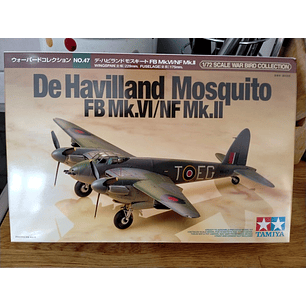 ウォーバードコレクション NO.47 デ・ハビランド モスキート FB Mk.VI/NF Mk.II
1/72 SCALE WAR BIRD COLLECTION
De Havilland Mosquito
FB Mk.VI/NF Mk.II
T EG
TAMIYA